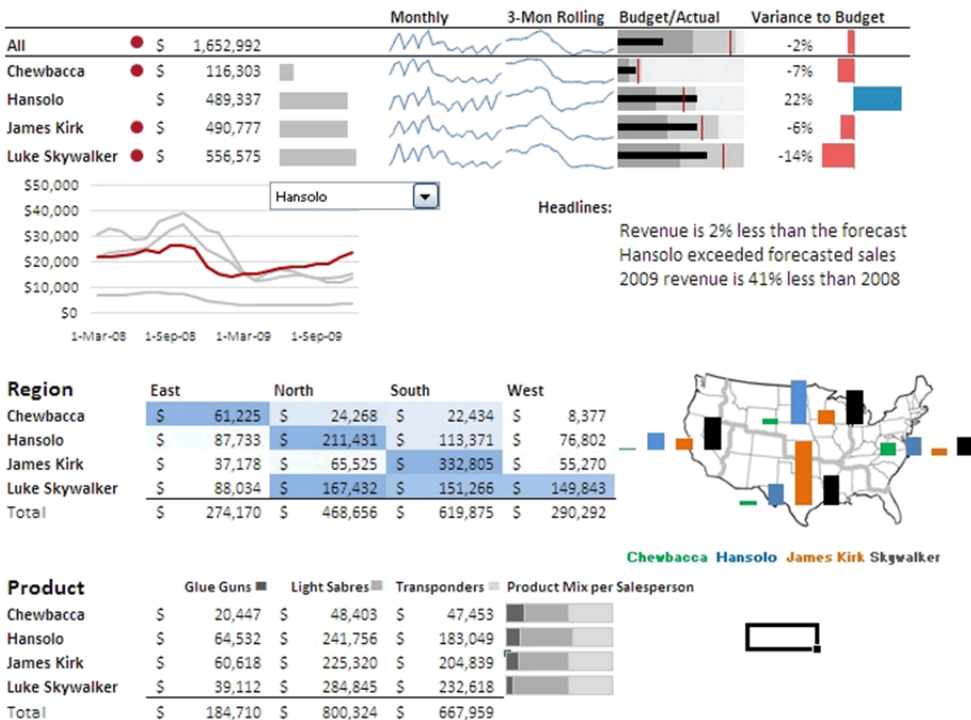 Monthly 3-Mon Rolling Budget/Actual Variance to Budget
All $ 1,652,992 -2%
Chewbacca $ 116,303 -7%
Hansolo $ 489,337 22%
James Kirk $ 490,777 -6%
Luke Skywalker $ 556,575 -14%
$50,000
$40,000
$30,000
$20,000
$10,000
$0
1-Mar-08 1-Sep-08 1-Mar-09 1-Sep-09
Hansolo
Headlines:
Revenue is 2% less than the forecast
Hansolo exceeded forecasted sales
2009 revenue is 41% less than 2008
Region East North South West
Chewbacca $ 61,225 $ 24,268 $ 22,434 $ 8,377
Hansolo $ 87,733 $ 211,431 $ 113,371 $ 76,802
James Kirk $ 37,178 $ 65,525 $ 332,805 $ 55,270
Luke Skywalker $ 88,034 $ 167,432 $ 151,266 $ 149,843
Total $ 274,170 $ 468,656 $ 619,875 $ 290,292
Chewbacca Hansolo James Kirk Skywalker
Product Glue Guns Light Sabres Transponders Product Mix per Salesperson
Chewbacca $ 20,447 $ 48,403 $ 47,453
Hansolo $ 64,532 $ 241,756 $ 183,049
James Kirk $ 60,618 $ 225,320 $ 204,839
Luke Skywalker $ 39,112 $ 284,845 $ 232,618
Total $ 184,710 $ 800,324 $ 667,959